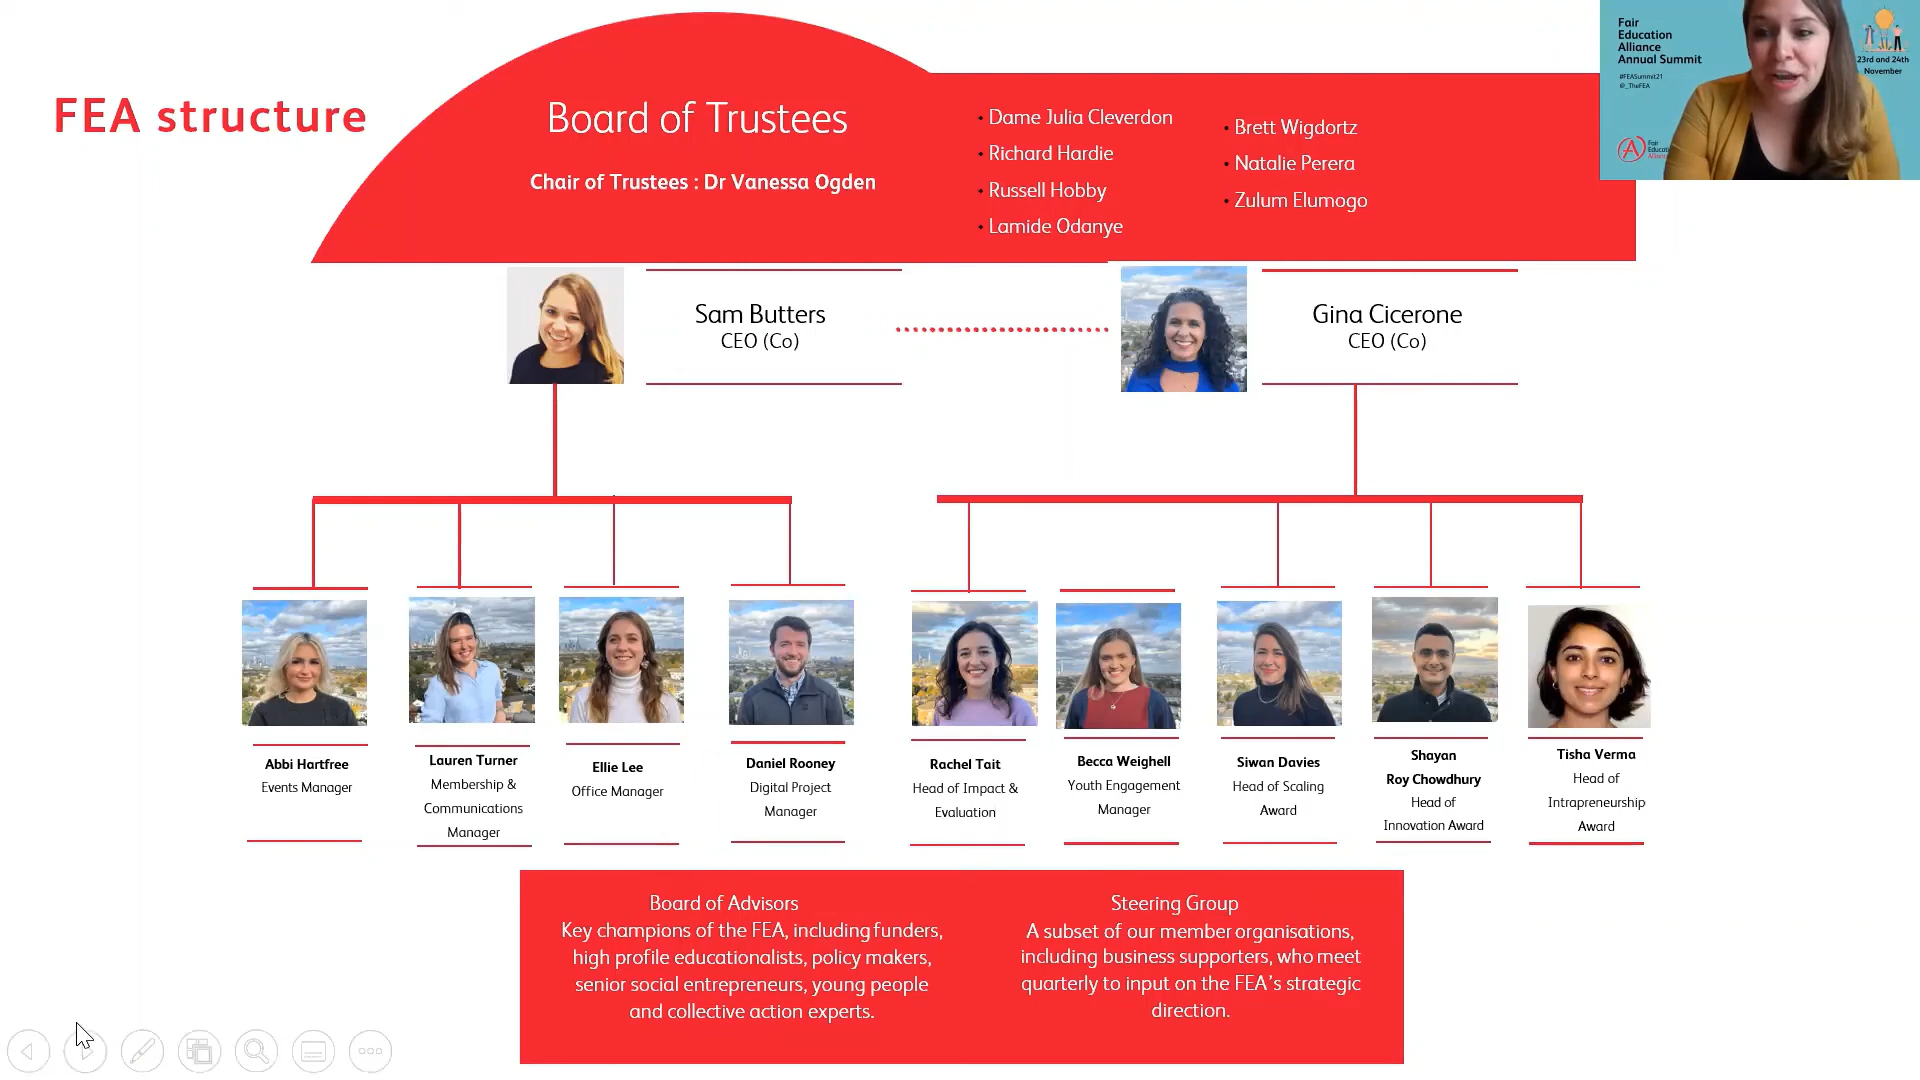 FEA structure
Board of Trustees
Chair of Trustees : Dr Vanessa Ogden
• Dame Julia Cleverdon
• Richard Hardie
• Russell Hobby
• Lamide Odanye
• Brett Wigdortz
• Natalie Perera
• Zulum Elumogo
Fair
Education
Alliance
Annual Summit
#FEASummit21
@_TheFEA
23rd and 24th
November
Fair
Alliance
Sam Butters
CEO (Co)
Gina Cicerone
CEO (Co)
Abbi Hartfree
Events Manager
Lauren Turner
Membership &
Communications
Manager
Ellie Lee
Office Manager
Daniel Rooney
Digital Project
Manager
Rachel Tait
Head of Impact &
Evaluation
Becca Weighell
Youth Engagement
Manager
Siwan Davies
Head of Scaling
Award
Shayan
Roy Chowdhury
Head of
Innovation Award
Tisha Verma
Head of
Intrapreneurship
Award
Board of Advisors
Key champions of the FEA, including funders,
high profile educationalists, policy makers,
senior social entrepreneurs, young people
and collective action experts.
Steering Group
A subset of our member organisations,
including business supporters, who meet
quarterly to input on the FEA's strategic
direction.